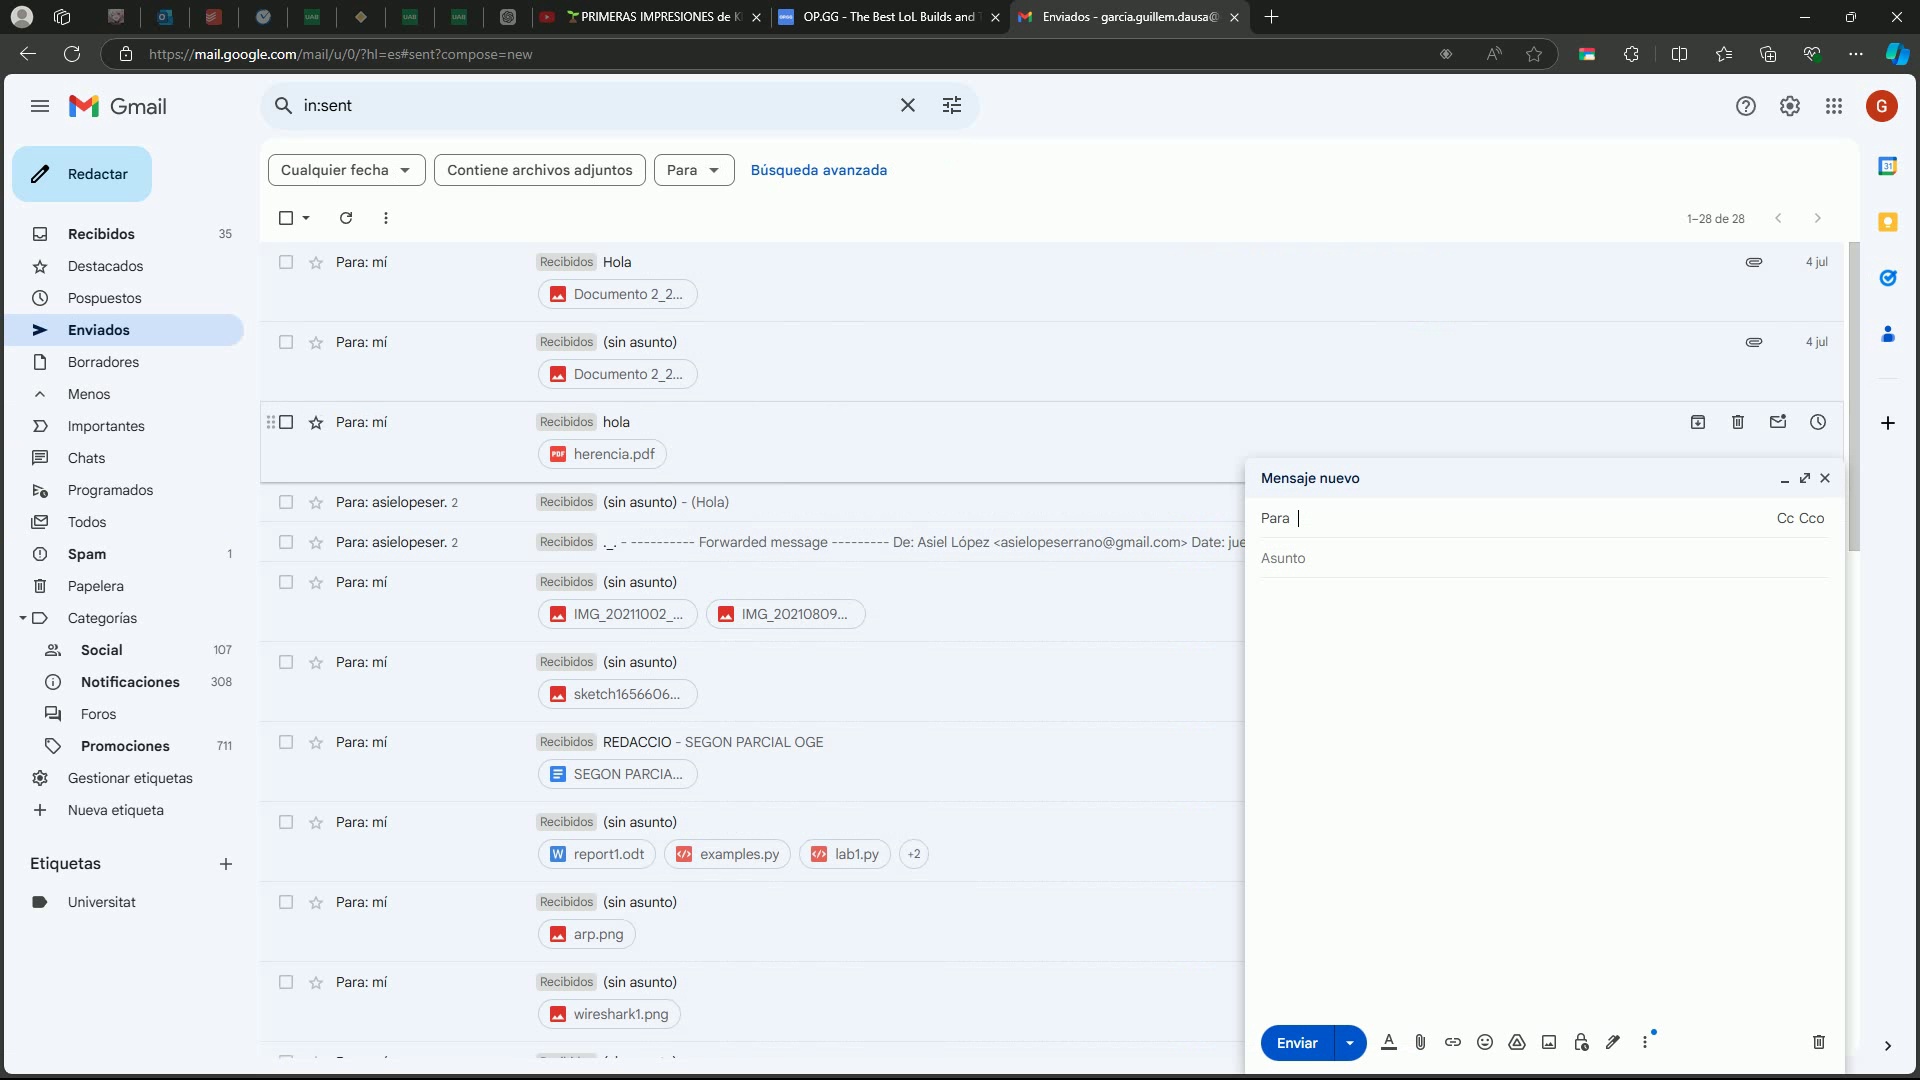 PRIMERAS IMPRESIONES de K
OP.GG - The Best LoL Builds and T
Enviados - garcia.guillem.dausa@
https://mail.google.com/mail/u/0/?hl=es#sent?compose=new
Gmail
in:sent
G
Redactar
Cualquier fecha
Contiene archivos adjuntos
Para
Búsqueda avanzada
1–28 de 28
Recibidos 35
Destacados
Pospuestos
Enviados
Borradores
Menos
Importantes
Chats
Programados
Todos
Spam 1
Papelera
Categorías
Social 107
Notificaciones 308
Foros
Promociones 711
Gestionar etiquetas
Nueva etiqueta
Etiquetas
Universitat
Para: mí Recibidos Hola 4 jul
Documento 2_2...
Para: mí Recibidos (sin asunto) 4 jul
Documento 2_2...
Para: mí Recibidos hola
PDF herencia.pdf
Para: asielopeser. 2 Recibidos (sin asunto) - (Hola)
Para: asielopeser. 2 Recibidos ._. - ---------- Forwarded message --------- De: Asiel López <asielopeserrano@gmail.com> Date: jue
Para: mí Recibidos (sin asunto)
IMG_20211002_... IMG_20210809...
Para: mí Recibidos (sin asunto)
sketch1656606...
Para: mí Recibidos REDACCIO - SEGON PARCIAL OGE
SEGON PARCIA...
Para: mí Recibidos (sin asunto)
W report1.odt examples.py lab1.py +2
Para: mí Recibidos (sin asunto)
arp.png
Para: mí Recibidos (sin asunto)
wireshark1.png
Mensaje nuevo
Para Cc Cco
Asunto
Enviar
31